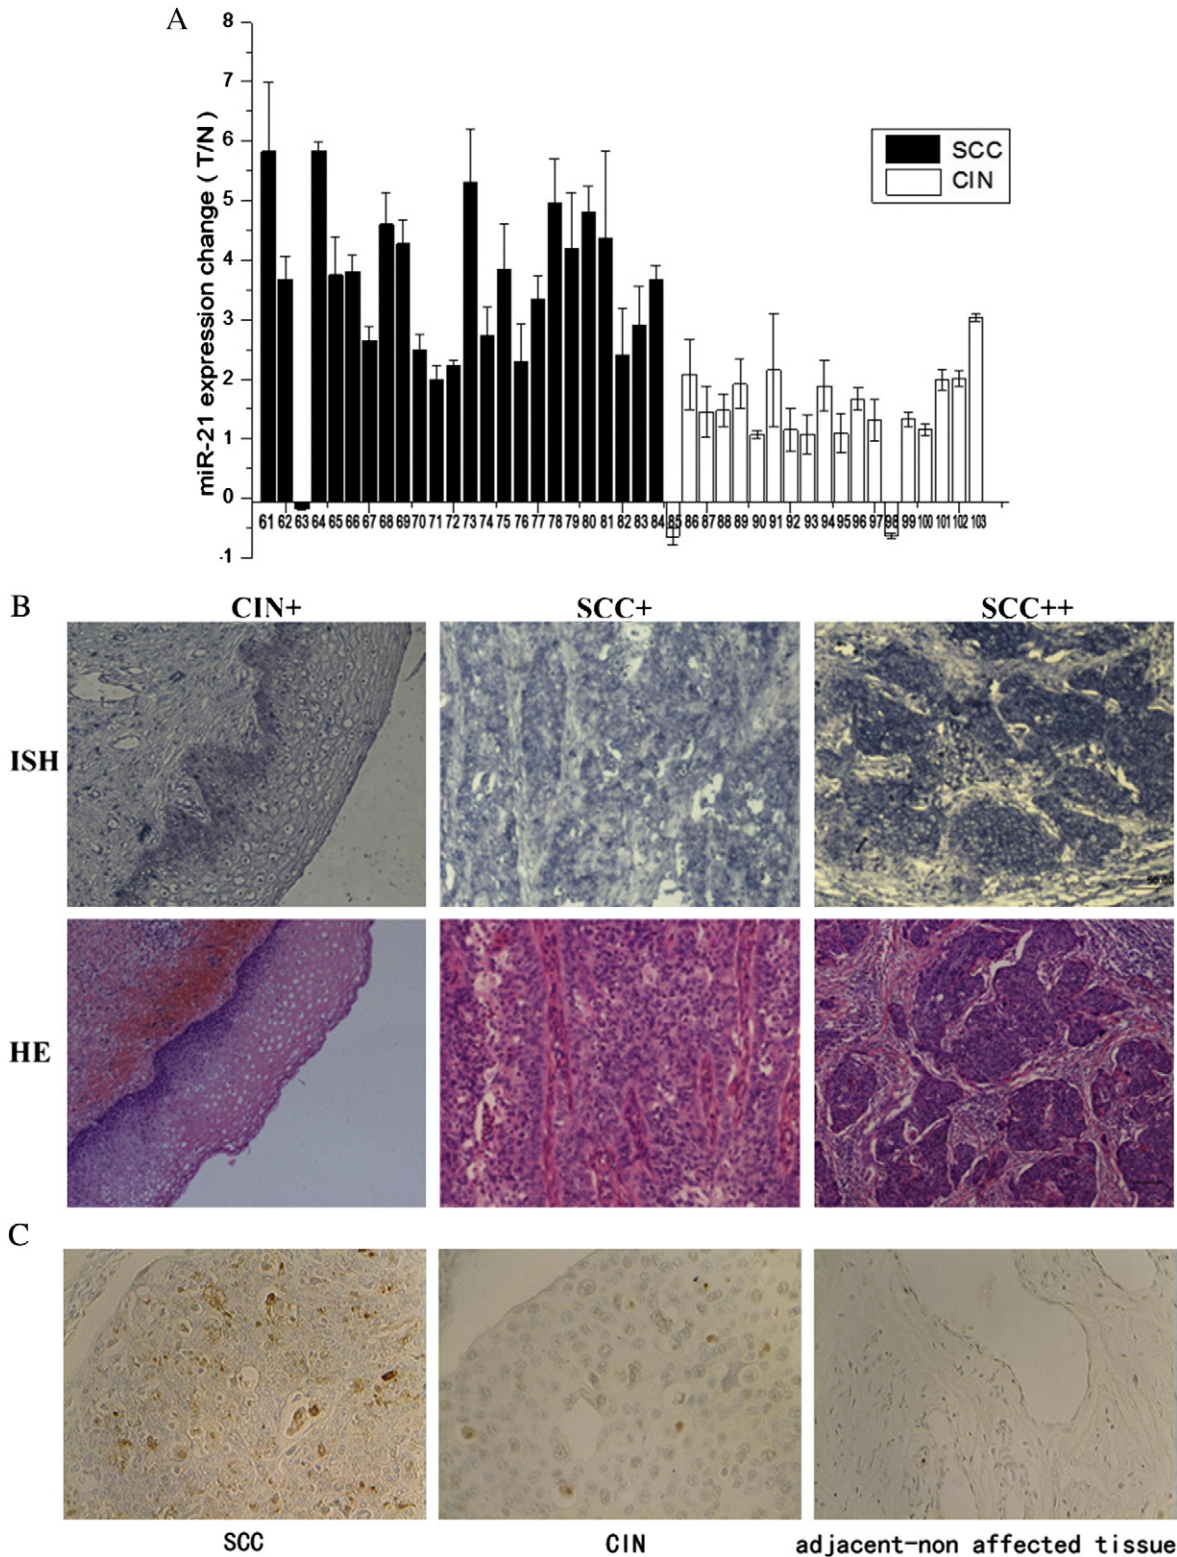 A
8
7
6
5
4
3
2
1
0
-1
miR-21 expression change ( T/N )
SCC
CIN
61 62 63 64 65 66 67 68 69 70 71 72 73 74 75 76 77 78 79 80 81 82 83 84 85 86 87 88 89 90 91 92 93 94 95 96 97 98 99 100 101 102 103
B
CIN+ SCC+ SCC++
ISH
HE
C
SCC CIN adjacent-non affected tissue